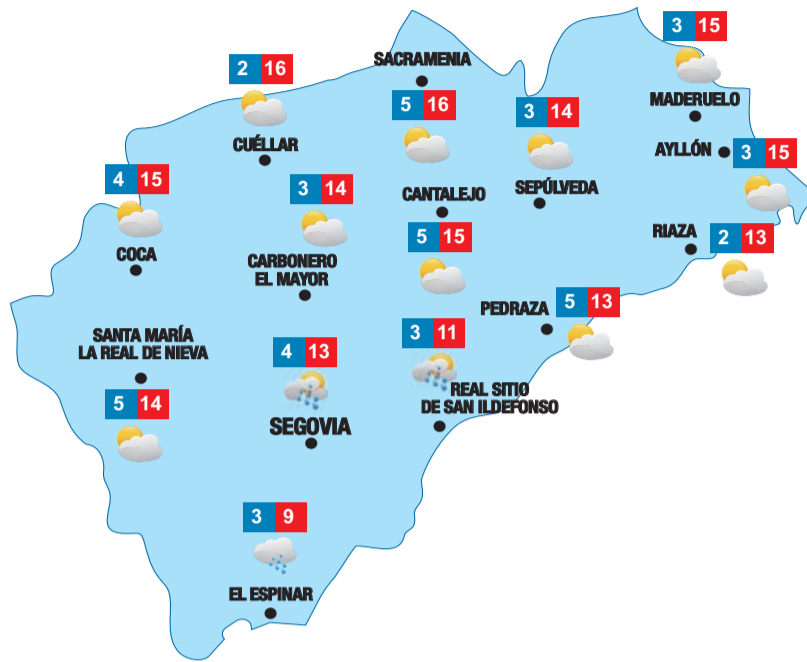 3 15
MADERUELO
SACRAMENIA
5 16
2 16
CUÉLLAR
3 14
SEPÚLVEDA
AYLLÓN
3 15
4 15
COCA
3 14
CARBONERO
EL MAYOR
CANTALEJO
5 15
RIAZA
2 13
PEDRAZA
5 13
SANTA MARÍA
LA REAL DE NIEVA
5 14
4 13
SEGOVIA
3 11
REAL SITIO
DE SAN ILDEFONSO
3 9
EL ESPINAR